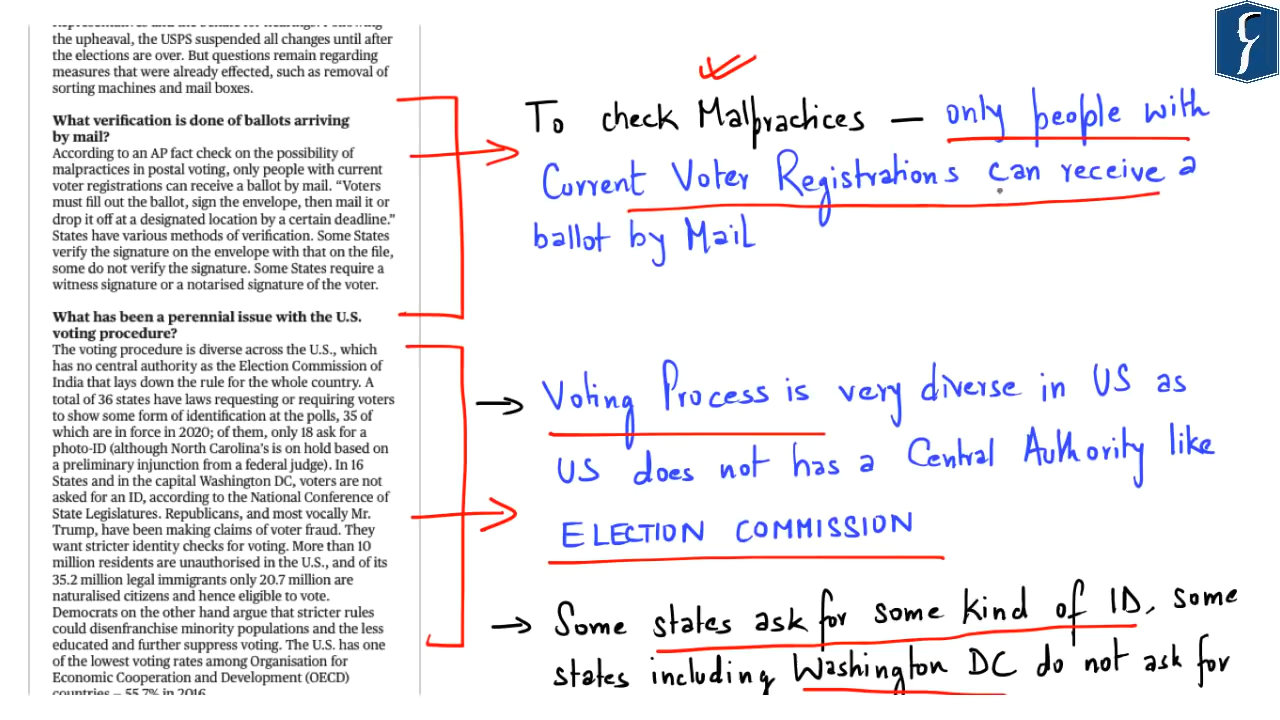 the upheaval, the USPS suspended all changes until after
the elections are over. But questions remain regarding
measures that were already effected, such as removal of
sorting machines and mail boxes.
What verification is done of ballots arriving
by mail?
According to an AP fact check on the possibility of
malpractices in postal voting, only people with current
voter registrations can receive a ballot by mail. “Voters
must fill out the ballot, sign the envelope, then mail it or
drop it off at a designated location by a certain deadline.”
States have various methods of verification. Some States
verify the signature on the envelope with that on the file,
some do not verify the signature. Some States require a
witness signature or a notarised signature of the voter.
What has been a perennial issue with the U.S.
voting procedure?
The voting procedure is diverse across the U.S., which
has no central authority as the Election Commission of
India that lays down the rule for the whole country. A
total of 36 states have laws requesting or requiring voters
to show some form of identification at the polls, 35 of
which are in force in 2020; of them, only 18 ask for a
photo-ID (although North Carolina’s is on hold based on
a preliminary injunction from a federal judge). In 16
States and in the capital Washington DC, voters are not
asked for an ID, according to the National Conference of
State Legislatures. Republicans, and most vocally Mr.
Trump, have been making claims of voter fraud. They
want stricter identity checks for voting. More than 10
million residents are unauthorised in the U.S., and of its
35.2 million legal immigrants only 20.7 million are
naturalised citizens and hence eligible to vote.
Democrats on the other hand argue that stricter rules
could disenfranchise minority populations and the less
educated and further suppress voting. The U.S. has one
of the lowest voting rates among Organisation for
Economic Cooperation and Development (OECD)
countries – 55.7% in 2016
To check Malpractices – only people with
Current Voter Registrations can receive a
ballot by Mail
→ Voting Process is very diverse in US as
US does not has a Central Authority like
ELECTION COMMISSION
→ Some states ask for some kind of ID, some
states including Washington DC do not ask for